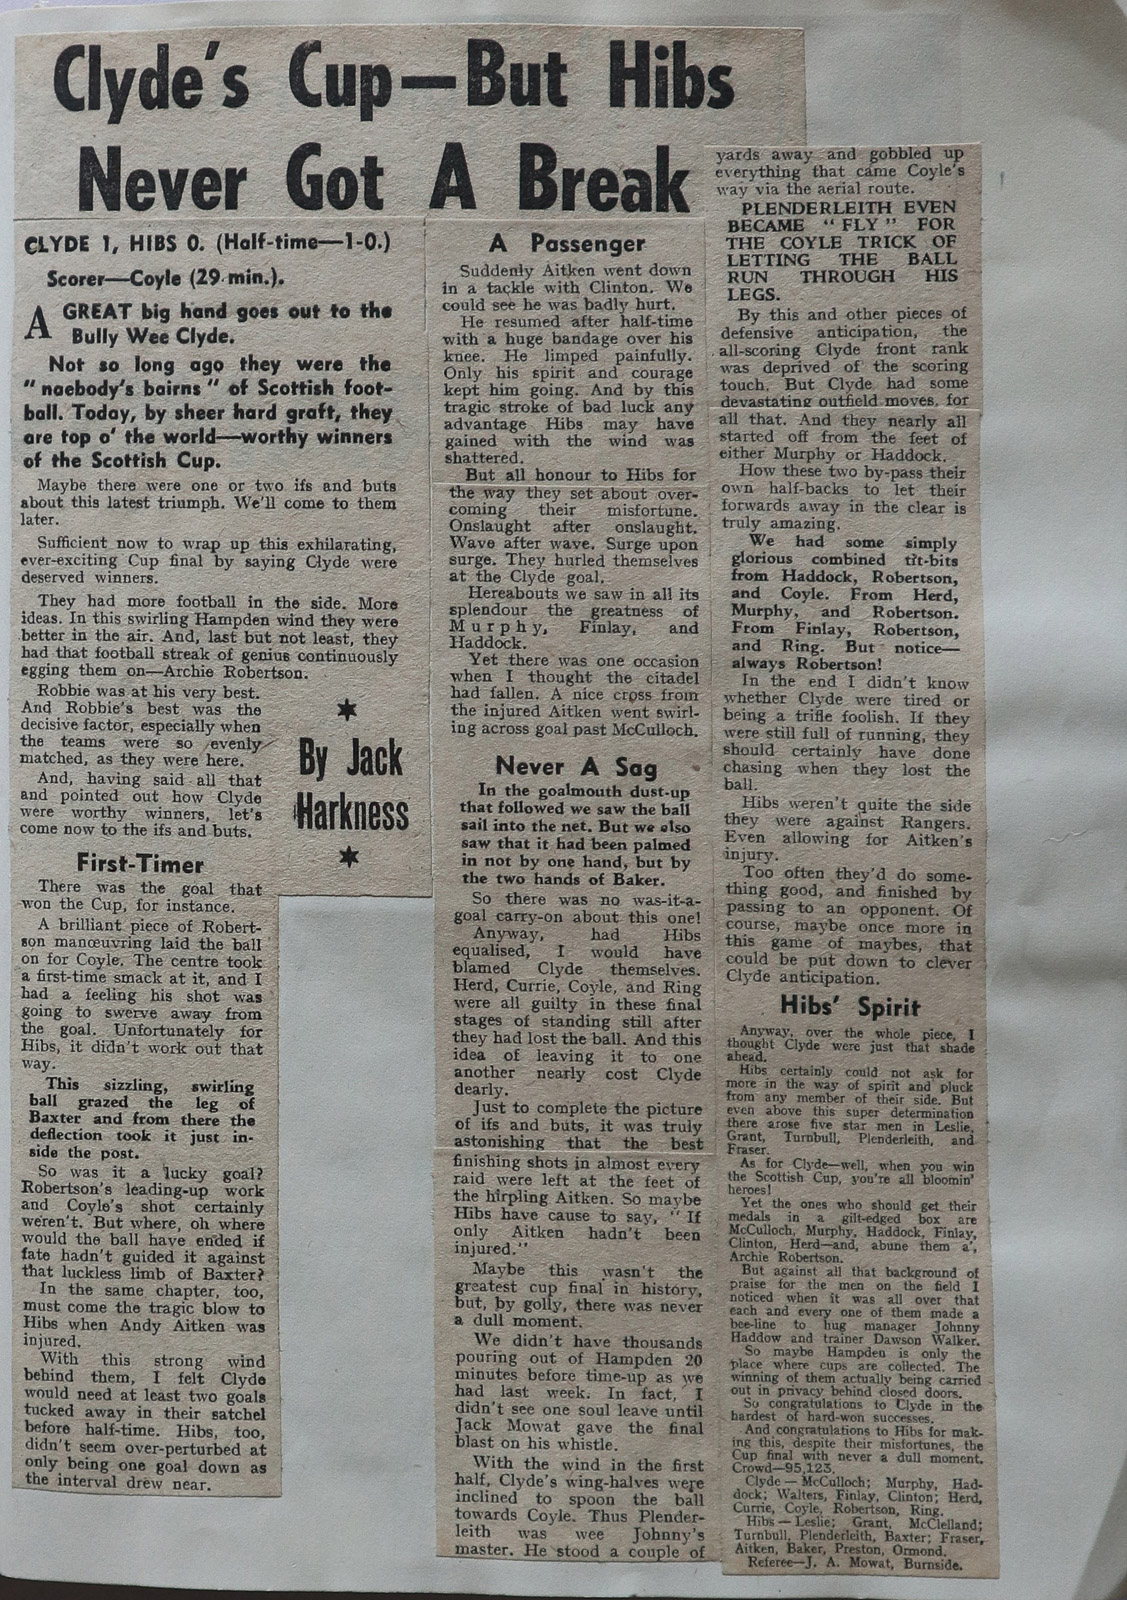 Clyde's Cup—But Hibs
Never Got A Break
CLYDE 1, HIBS 0. (Half-time—1-0.)
Scorer—Coyle (29 min.).
A GREAT big hand goes out to the
Bully Wee Clyde.
Not so long ago they were the
"naebody's bairns" of Scottish foot-
ball. Today, by sheer hard graft, they
are top o' the world—worthy winners
of the Scottish Cup.
Maybe there were one or two ifs and buts
about this latest triumph. We'll come to them
later.
Sufficient now to wrap up this exhilarating,
ever-exciting Cup final by saying Clyde were
deserved winners.
They had more football in the side. More
ideas. In this swirling Hampden wind they were
better in the air. And, last but not least, they
had that football streak of genius continuously
egging them on—Archie Robertson.
Robbie was at his very best.
And Robbie's best was the
decisive factor, especially when
the teams were so evenly
matched, as they were here.
And, having said all that
and pointed out how Clyde
were worthy winners, let's
come now to the ifs and buts.
By Jack
Harkness
First-Timer
There was the goal that
won the Cup, for instance.
A brilliant piece of Robert-
son manœuvring laid the ball
on for Coyle. The centre took
a first-time smack at it, and I
had a feeling his shot was
going to swerve away from
the goal. Unfortunately for
Hibs, it didn't work out that
way.
This sizzling, swirling
ball grazed the leg of
Baxter and from there the
deflection took it just in-
side the post.
So was it a lucky goal?
Robertson's leading-up work
and Coyle's shot certainly
weren't. But where, oh where
would the ball have ended if
fate hadn't guided it against
that luckless limb of Baxter?
In the same chapter, too,
must come the tragic blow to
Hibs when Andy Aitken was
injured.
With this strong wind
behind them, I felt Clyde
would need at least two goals
tucked away in their satchel
before half-time. Hibs, too,
didn't seem over-perturbed at
only being one goal down as
the interval drew near.
A Passenger
Suddenly Aitken went down
in a tackle with Clinton. We
could see he was badly hurt.
He resumed after half-time
with a huge bandage over his
knee. He limped painfully.
Only his spirit and courage
kept him going. And by this
tragic stroke of bad luck any
advantage Hibs may have
gained with the wind was
shattered.
But all honour to Hibs for
the way they set about over-
coming their misfortune.
Onslaught after onslaught.
Wave after wave. Surge upon
surge. They hurled themselves
at the Clyde goal.
Hereabouts we saw in all its
splendour the greatness of
Murphy, Finlay, and
Haddock.
Yet there was one occasion
when I thought the citadel
had fallen. A nice cross from
the injured Aitken went swirl-
ing across goal past McCulloch.
Never A Sag
In the goalmouth dust-up
that followed we saw the ball
sail into the net. But we also
saw that it had been palmed
in not by one hand, but by
the two hands of Baker.
So there was no was-it-a-
goal carry-on about this one!
Anyway, had Hibs
equalised, I would have
blamed Clyde themselves.
Herd, Currie, Coyle, and Ring
were all guilty in these final
stages of standing still after
they had lost the ball. And this
idea of leaving it to one
another nearly cost Clyde
dearly.
Just to complete the picture
of ifs and buts, it was truly
astonishing that the best
finishing shots in almost every
raid were left at the feet of
the hirpling Aitken. So maybe
Hibs have cause to say, "If
only Aitken hadn't been
injured."
Maybe this wasn't the
greatest cup final in history,
but, by golly, there was never
a dull moment.
We didn't have thousands
pouring out of Hampden 20
minutes before time-up as we
had last week. In fact, I
didn't see one soul leave until
Jack Mowat gave the final
blast on his whistle.
With the wind in the first
half, Clyde's wing-halves were
inclined to spoon the ball
towards Coyle. Thus Plender-
leith was wee Johnny's
master. He stood a couple of
yards away and gobbled up
everything that came Coyle's
way via the aerial route.
PLENDERLEITH EVEN
BECAME "FLY" FOR
THE COYLE TRICK OF
LETTING THE BALL
RUN THROUGH HIS
LEGS.
By this and other pieces of
defensive anticipation, the
all-scoring Clyde front rank
was deprived of the scoring
touch. But Clyde had some
devastating outfield moves, for
all that. And they nearly all
started off from the feet of
either Murphy or Haddock.
How these two by-pass their
own half-backs to let their
forwards away in the clear is
truly amazing.
We had some simply
glorious combined tit-bits
from Haddock, Robertson,
and Coyle. From Herd,
Murphy, and Robertson.
From Finlay, Robertson,
and Ring. But notice—
always Robertson!
In the end I didn't know
whether Clyde were tired or
being a trifle foolish. If they
were still full of running, they
should certainly have done
chasing when they lost the
ball.
Hibs weren't quite the side
they were against Rangers.
Even allowing for Aitken's
injury.
Too often they'd do some-
thing good, and finished by
passing to an opponent. Of
course, maybe once more in
this game of maybes, that
could be put down to clever
Clyde anticipation.
Hibs' Spirit
Anyway, over the whole piece, I
thought Clyde were just that shade
ahead.
Hibs certainly could not ask for
more in the way of spirit and pluck
from any member of their side. But
even above this super determination
there arose five star men in Leslie,
Grant, Turnbull, Plenderleith, and
Fraser.
As for Clyde—well, when you win
the Scottish Cup, you're all bloomin'
heroes!
Yet the ones who should get their
medals in a gilt-edged box are
McCulloch, Murphy, Haddock, Finlay,
Clinton, Herd—and, abune them a',
Archie Robertson.
But against all that background of
praise for the men on the field I
noticed when it was all over that
each and every one of them made a
bee-line to hug manager Johnny
Haddow and trainer Dawson Walker.
So maybe Hampden is only the
place where cups are collected. The
winning of them actually being carried
out in privacy behind closed doors.
So congratulations to Clyde in the
hardest of hard-won successes.
And congratulations to Hibs for mak-
ing this, despite their misfortunes, the
Cup final with never a dull moment.
Crowd—95,123.
Clyde—McCulloch; Murphy, Had-
dock; Walters, Finlay, Clinton; Herd,
Currie, Coyle, Robertson, Ring.
Hibs—Leslie; Grant, McClelland;
Turnbull, Plenderleith, Baxter; Fraser,
Aitken, Baker, Preston, Ormond.
Referee—J. A. Mowat, Burnside.